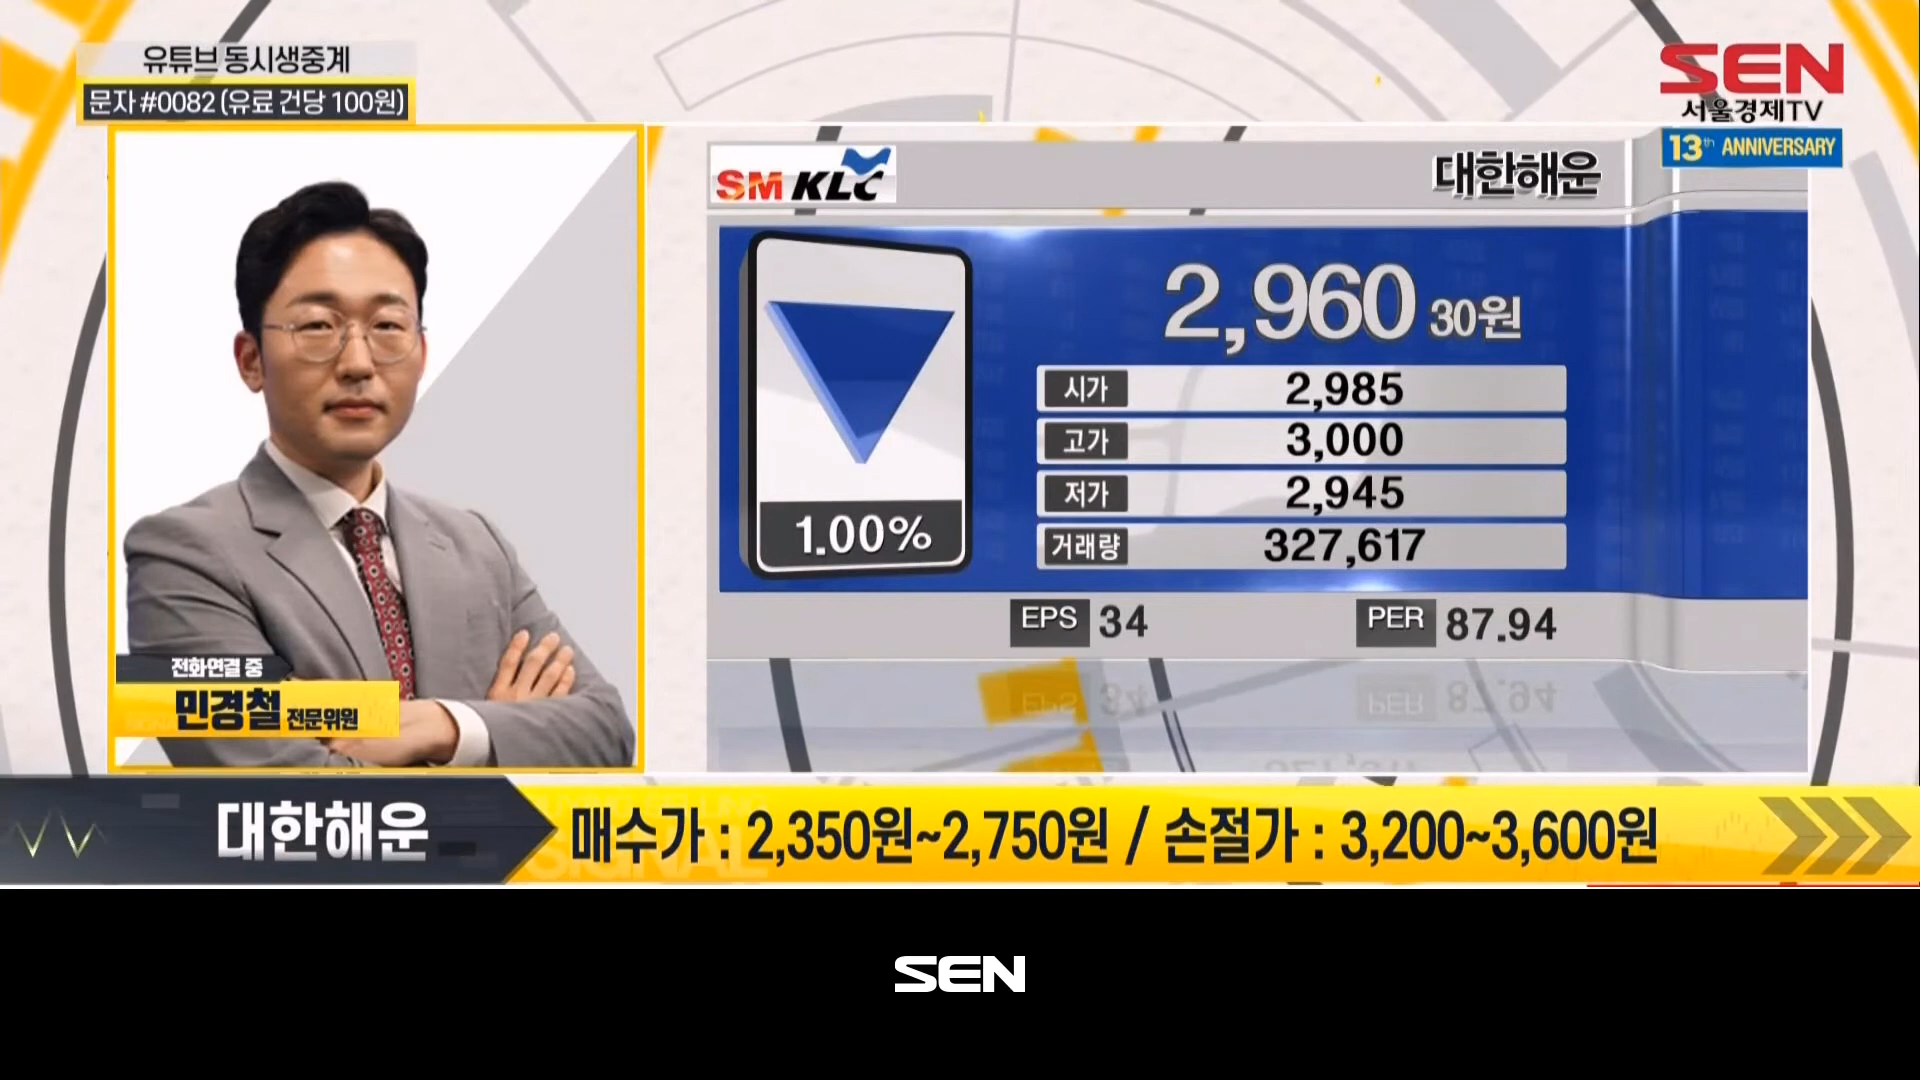 유튜브 동시생중계
문자 #0082 (유료 건당 100원)
SEN
서울경제TV
13th ANNIVERSARY
SM KLC
대한해운
2,960 30원
1.00%
시가 2,985
고가 3,000
저가 2,945
거래량 327,617
EPS 34
PER 87.94
전화연결 중
민경철 전문위원
대한해운
매수가 : 2,350원~2,750원 / 손절가 : 3,200~3,600원
SEN